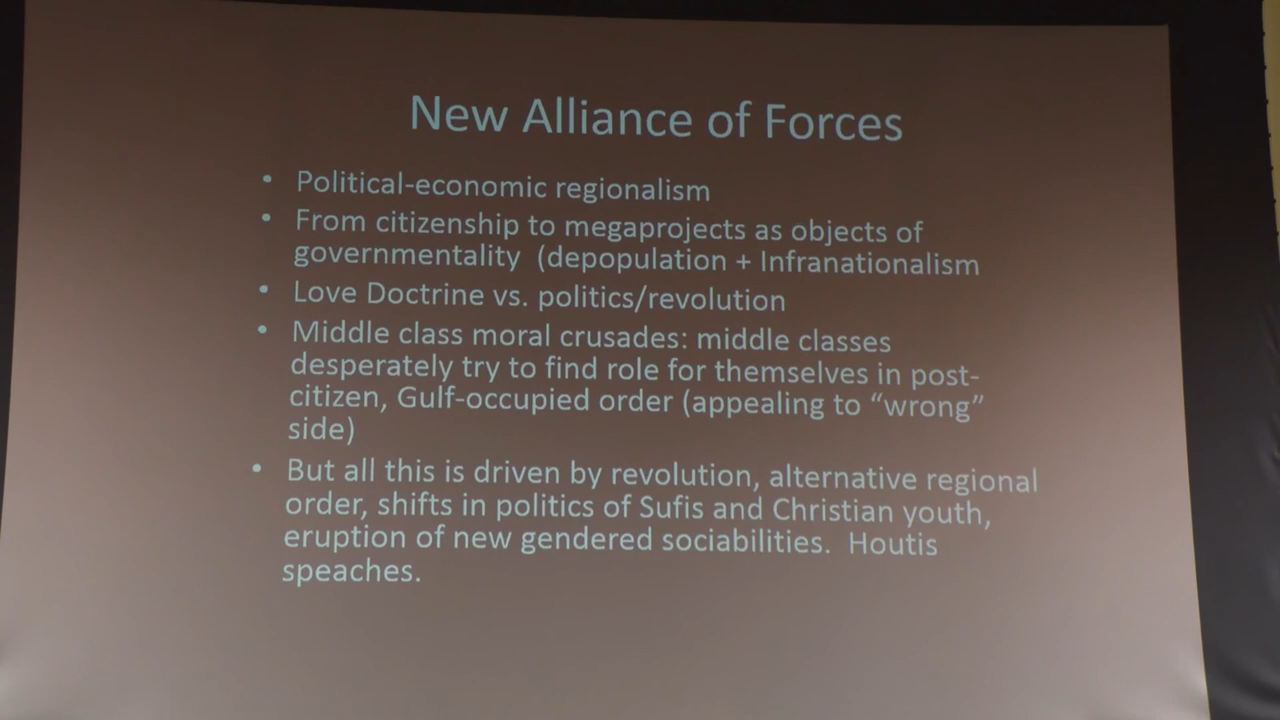 New Alliance of Forces
• Political-economic regionalism
• From citizenship to megaprojects as objects of
governmentality (depopulation + Infranationalism
• Love Doctrine vs. politics/revolution
• Middle class moral crusades: middle classes
desperately try to find role for themselves in post-
citizen, Gulf-occupied order (appealing to “wrong”
side)
• But all this is driven by revolution, alternative regional
order, shifts in politics of Sufis and Christian youth,
eruption of new gendered sociabilities.  Houtis
speaches.